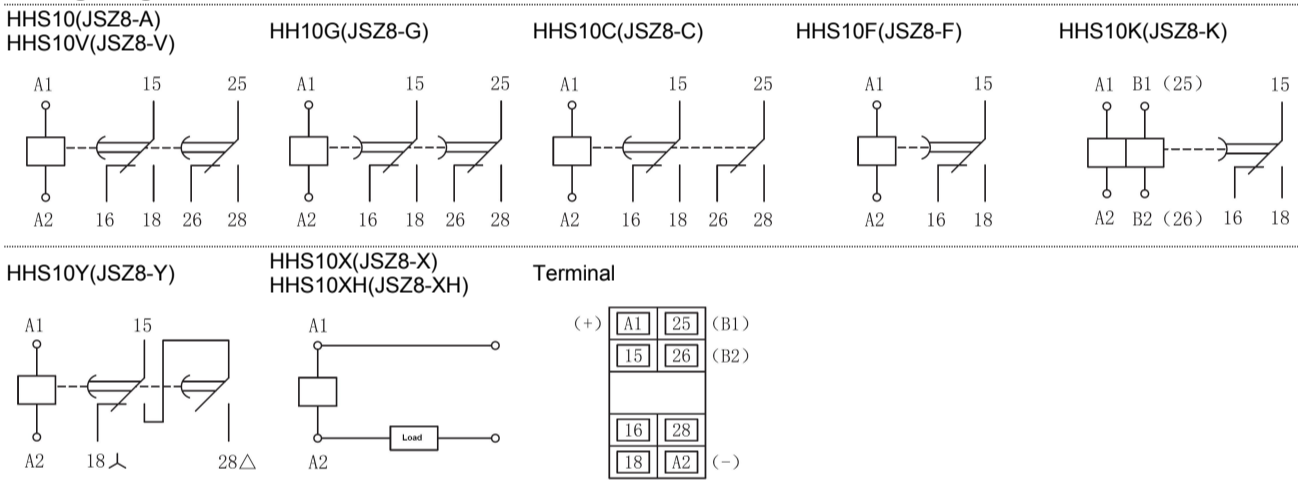 HHS10(JSZ8-A)
HHS10V(JSZ8-V)
HH10G(JSZ8-G)
HHS10C(JSZ8-C)
HHS10F(JSZ8-F)
HHS10K(JSZ8-K)
A1 15 25
A1 15 25
A1 15 25
A1 15
A1 B1 (25) 15
A2 16 18 26 28
A2 16 18 26 28
A2 16 18 26 28
A2 16 18
A2 B2 (26) 16 18
HHS10Y(JSZ8-Y)
HHS10X(JSZ8-X)
HHS10XH(JSZ8-XH)
Terminal
A1 15
A2 18⅄ 28△
A1
Load
A2
(+) A1 25 (B1)
15 26 (B2)
16 28
18 A2 (-)